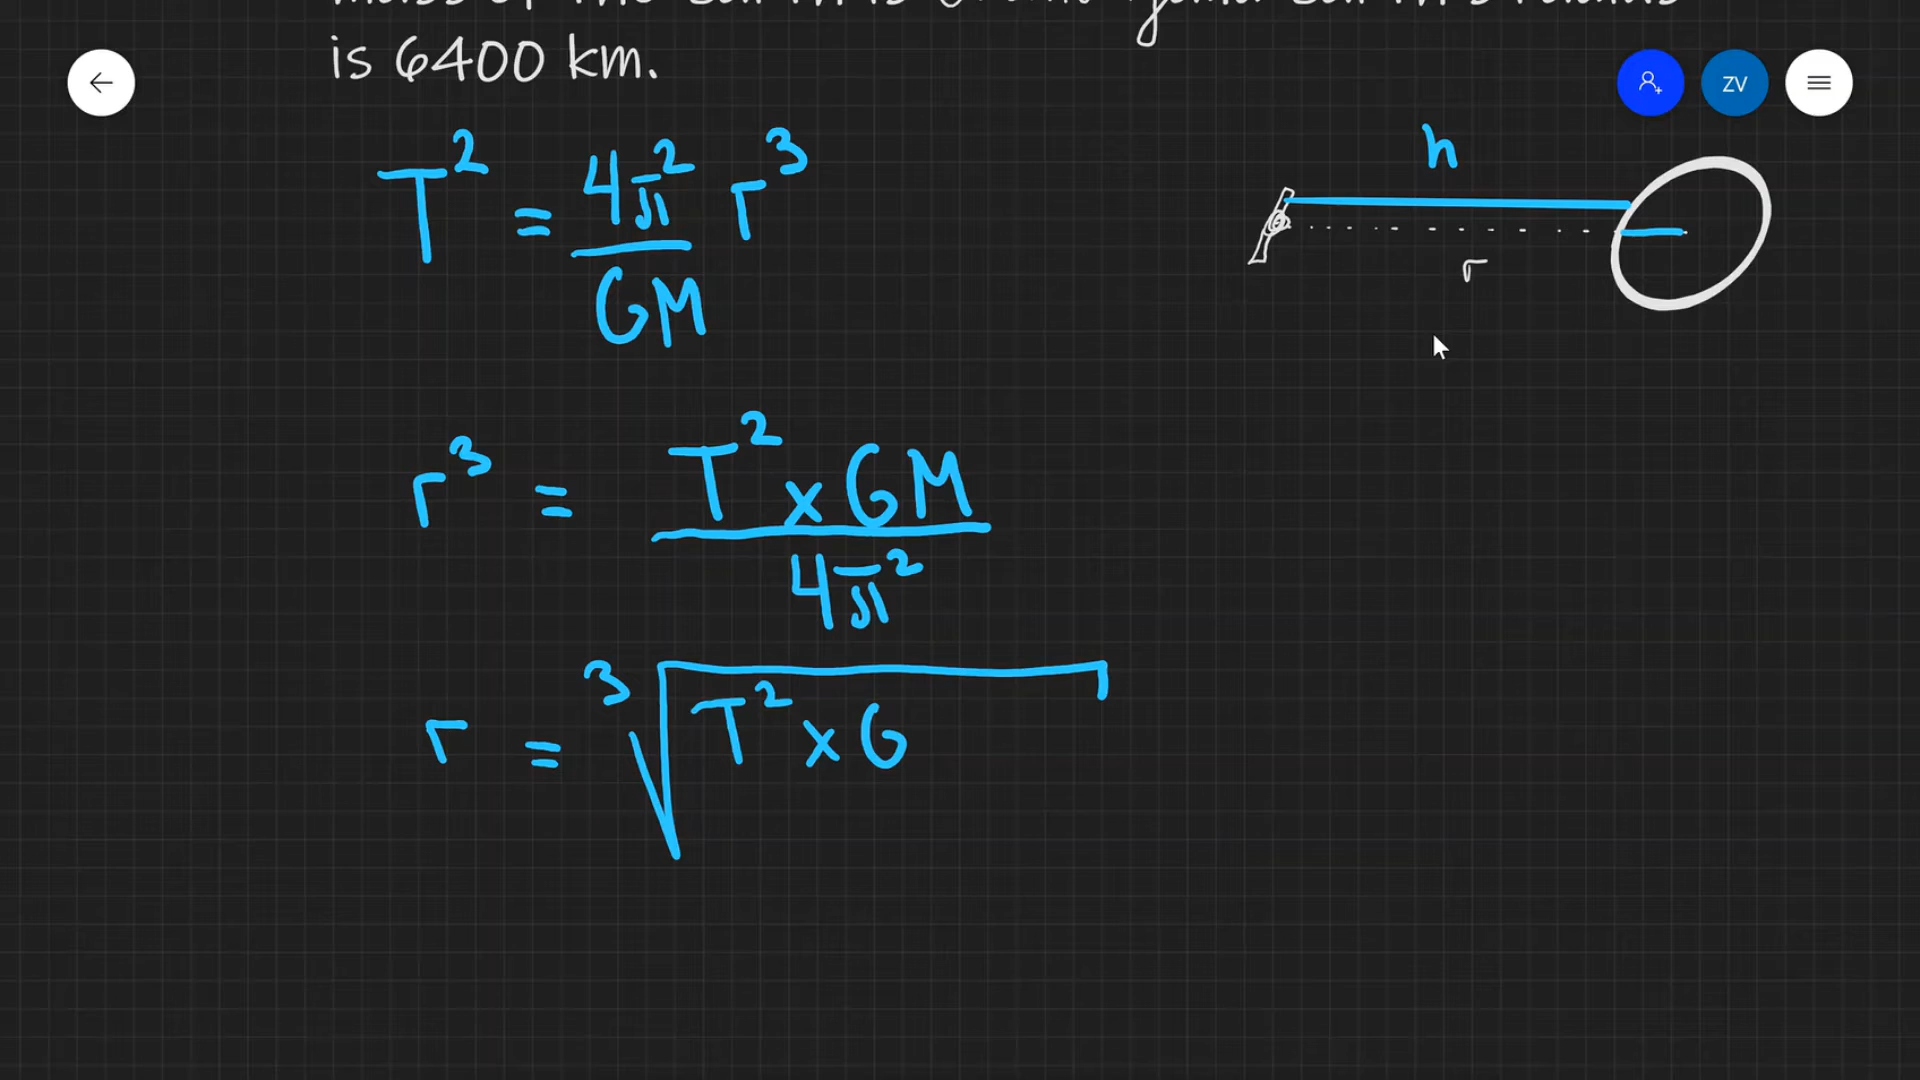 is 6400 km.
ZV
T² = 4π²/GM r³
h
r
r³ = T² × GM / 4π²
r = ³√T² × G